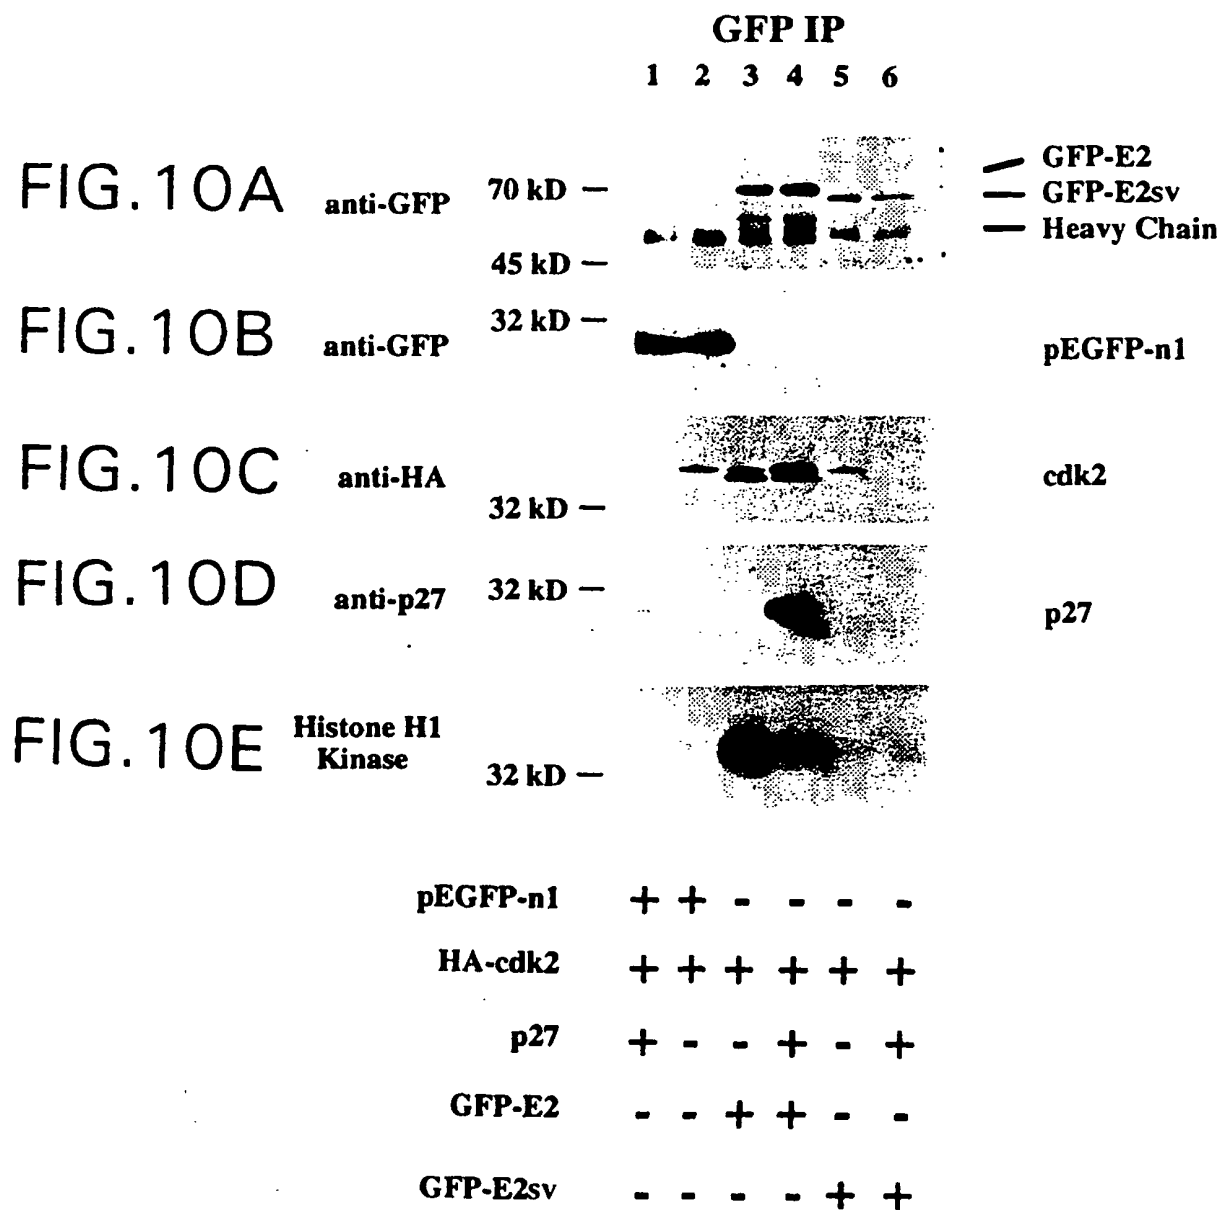 GFP IP
1 2 3 4 5 6
FIG.10A anti-GFP 70 kD – 45 kD – GFP-E2 GFP-E2sv Heavy Chain
FIG.10B anti-GFP 32 kD – pEGFP-n1
FIG.10C anti-HA 32 kD – cdk2
FIG.10D anti-p27 32 kD – p27
FIG.10E Histone H1 Kinase 32 kD –
pEGFP-n1 + + - - - -
HA-cdk2 + + + + + +
p27 + - - + - +
GFP-E2 - - + + - -
GFP-E2sv - - - - + +